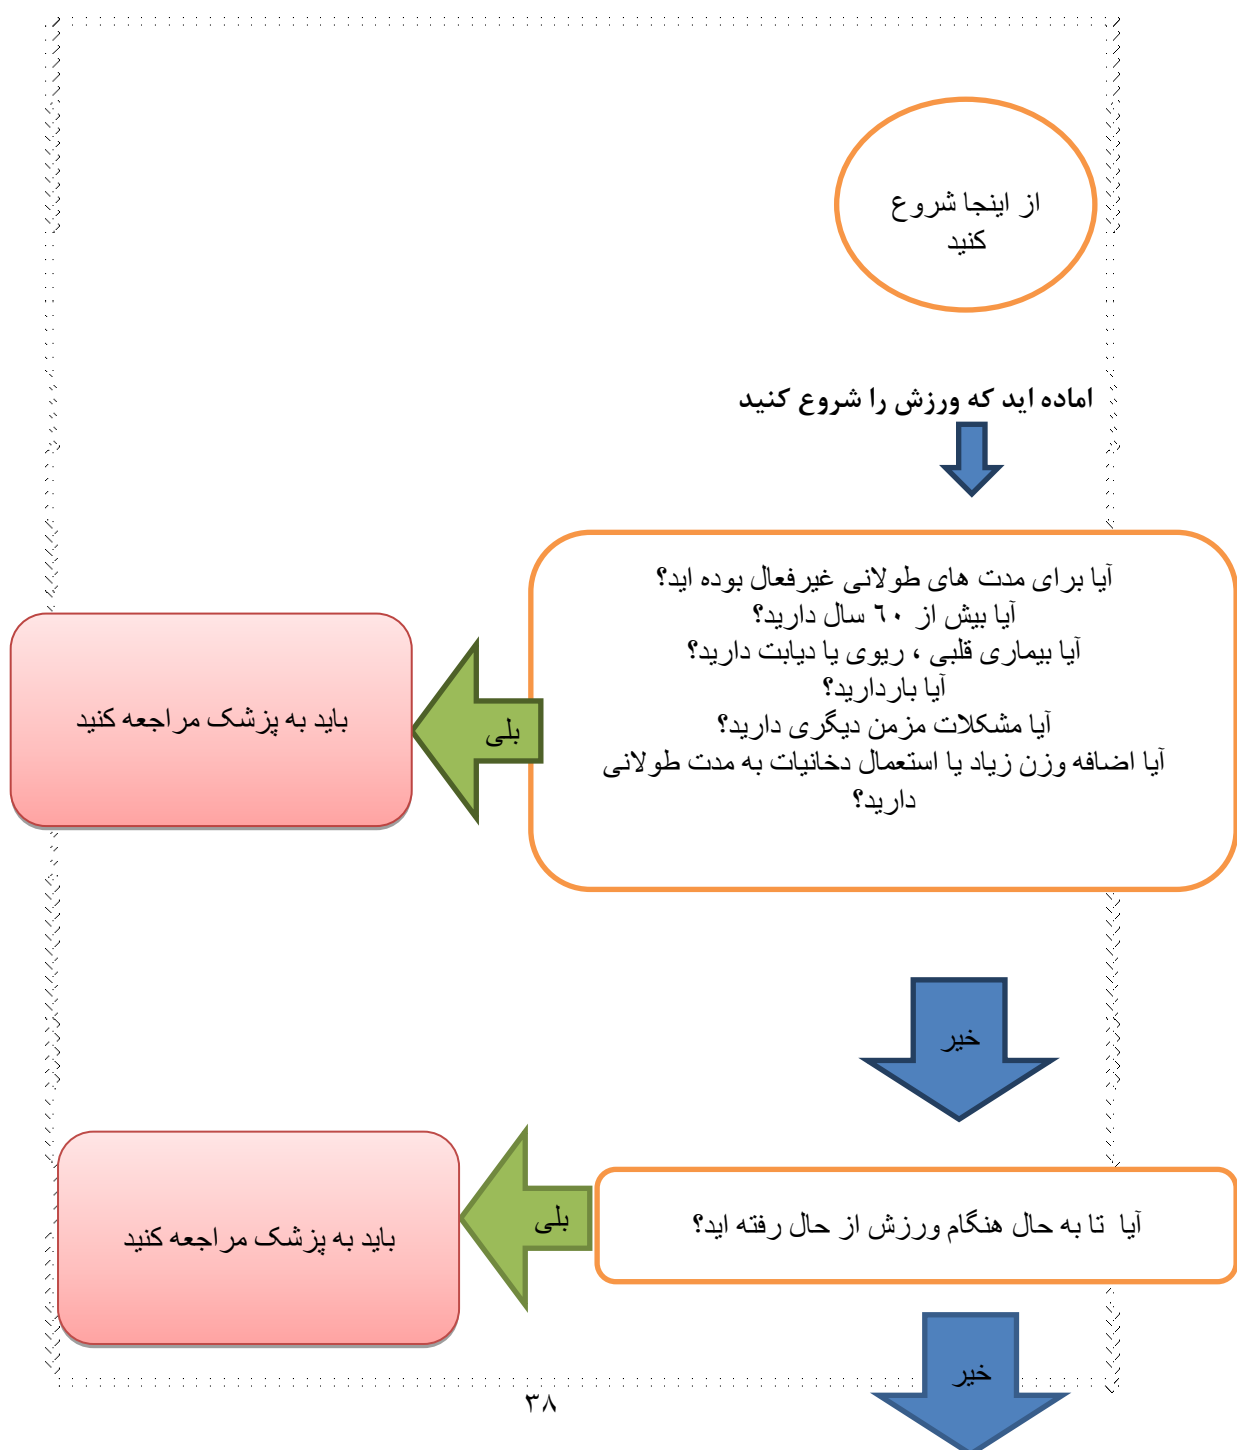 از اینجا شروع
کنید
اماده اید که ورزش را شروع کنید
آیا برای مدت های طولانی غیرفعال بوده اید؟
آیا بیش از ٦٠ سال دارید؟
آیا بیماری قلبی ، ریوی یا دیابت دارید؟
آیا باردارید؟
آیا مشکلات مزمن دیگری دارید؟
آیا اضافه وزن زیاد یا استعمال دخانیات به مدت طولانی
دارید؟
بلی
باید به پزشک مراجعه کنید
خیر
آیا تا به حال هنگام ورزش از حال رفته اید؟
بلی
باید به پزشک مراجعه کنید
خیر
٣٨